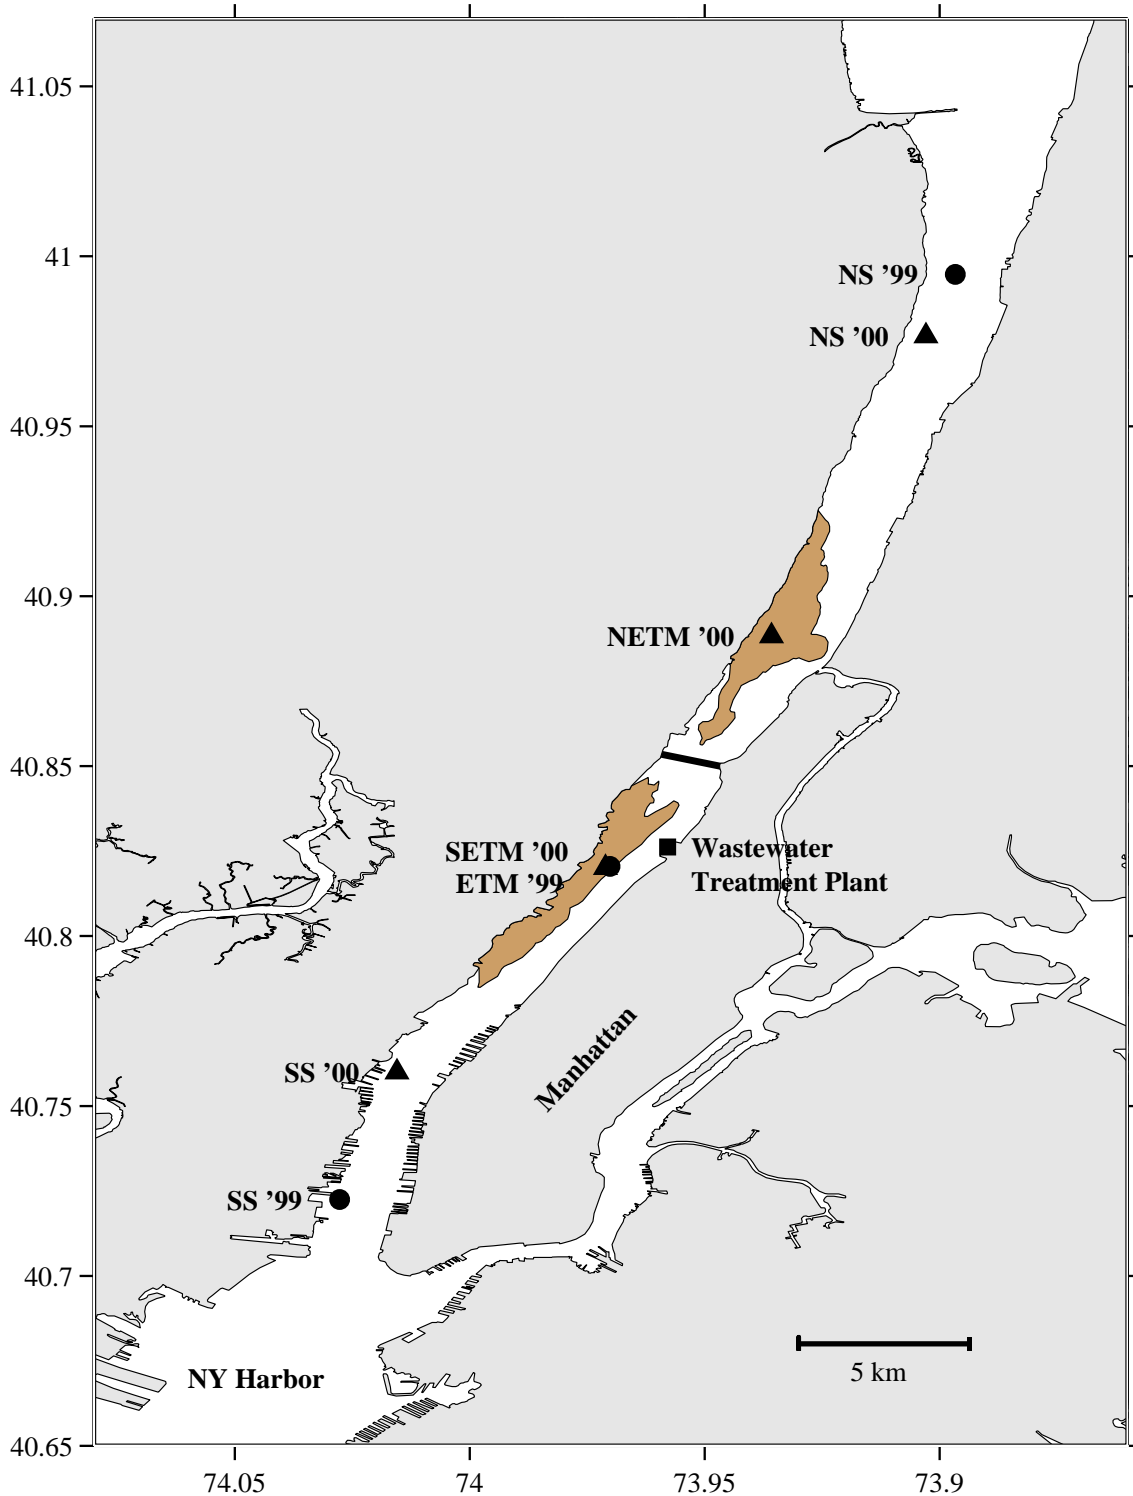 41.05
41
NS ’99
NS ’00
40.95
40.9
NETM ’00
40.85
SETM ’00
ETM ’99
Wastewater
Treatment Plant
40.8
Manhattan
SS ’00
40.75
SS ’99
40.7
5 km
NY Harbor
40.65
74.05
74
73.95
73.9